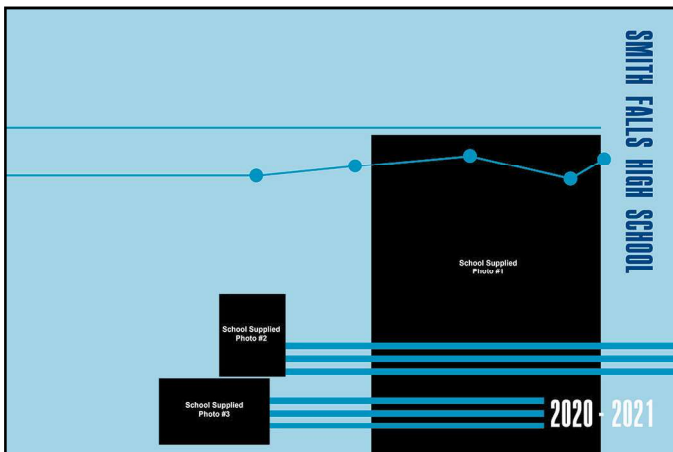 SMITH FALLS HIGH SCHOOL
School Supplied
Photo #1
School Supplied
Photo #2
School Supplied
Photo #3
2020 - 2021